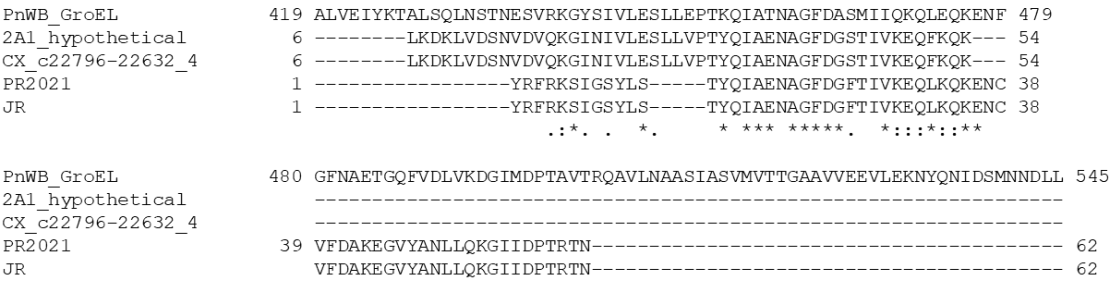 PnWB_GroEL 419 ALVEIYKTALSQLNSTNESVRKGYSIVLESLLEPTKQIATNAGFDASMIIQKQLEQKENF 479
2A1_hypothetical 6 --------LKDKLVDSNVDVQKGINIVLESLLVPTYQIAENAGFDGSTIVKEQFKQK--- 54
CX_c22796-22632_4 6 --------LKDKLVDSNVDVQKGINIVLESLLVPTYQIAENAGFDGSTIVKEQFKQK--- 54
PR2021 1 -----------------YRFRKSIGSYLS-----TYQIAENAGFDGFTIVKEQLKQKENC 38
JR 1 -----------------YRFRKSIGSYLS-----TYQIAENAGFDGFTIVKEQLKQKENC 38
.:*. . *. * *** *****. *:::*::**
PnWB_GroEL 480 GFNAETGQFVDLVKDGIMDPTAVTRQAVLNAASIASVMVTTGAAVVEEVLEKNYQNIDSMNNDLL 545
2A1_hypothetical -----------------------------------------------------------------
CX_c22796-22632_4 -----------------------------------------------------------------
PR2021 39 VFDAKEGVYANLLQKGIIDPTRTN----------------------------------------- 62
JR VFDAKEGVYANLLQKGIIDPTRTN----------------------------------------- 62